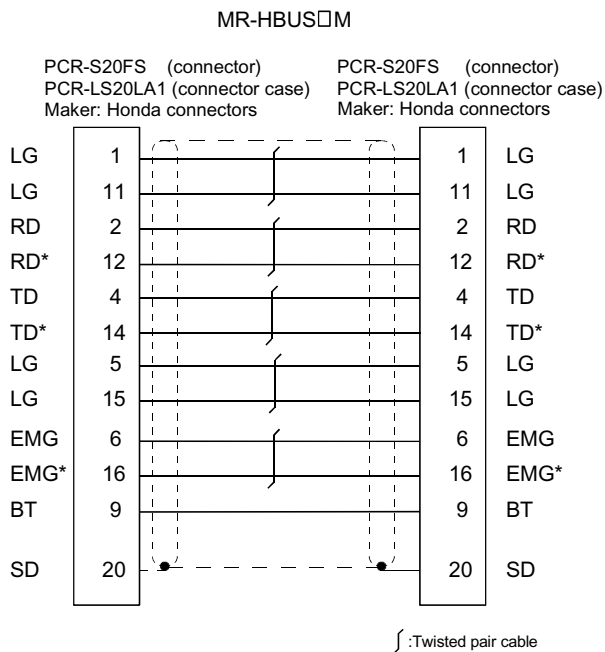 MR-HBUS□M
PCR-S20FS (connector) PCR-S20FS (connector)
PCR-LS20LA1 (connector case) PCR-LS20LA1 (connector case)
Maker: Honda connectors Maker: Honda connectors
LG 1 1 LG
LG 11 11 LG
RD 2 2 RD
RD* 12 12 RD*
TD 4 4 TD
TD* 14 14 TD*
LG 5 5 LG
LG 15 15 LG
EMG 6 6 EMG
EMG* 16 16 EMG*
BT 9 9 BT
SD 20 20 SD
∫ :Twisted pair cable